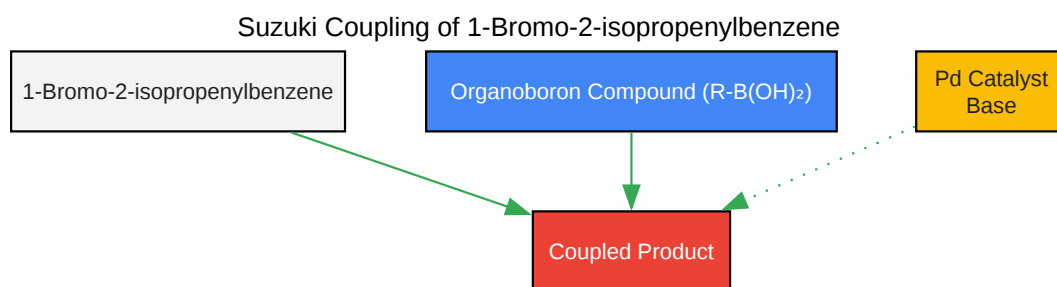 Suzuki Coupling of 1-Bromo-2-isopropenylbenzene
1-Bromo-2-isopropenylbenzene
Organoboron Compound (R-B(OH)₂)
Pd Catalyst
Base
Coupled Product